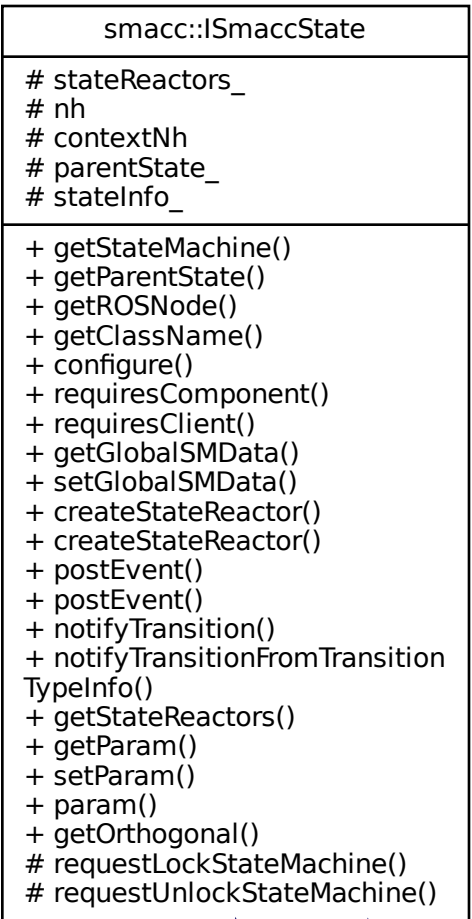 smacc::ISmaccState
# stateReactors_
# nh
# contextNh
# parentState_
# stateInfo_
+ getStateMachine()
+ getParentState()
+ getROSNode()
+ getClassName()
+ configure()
+ requiresComponent()
+ requiresClient()
+ getGlobalSMData()
+ setGlobalSMData()
+ createStateReactor()
+ createStateReactor()
+ postEvent()
+ postEvent()
+ notifyTransition()
+ notifyTransitionFromTransition
TypeInfo()
+ getStateReactors()
+ getParam()
+ setParam()
+ param()
+ getOrthogonal()
# requestLockStateMachine()
# requestUnlockStateMachine()